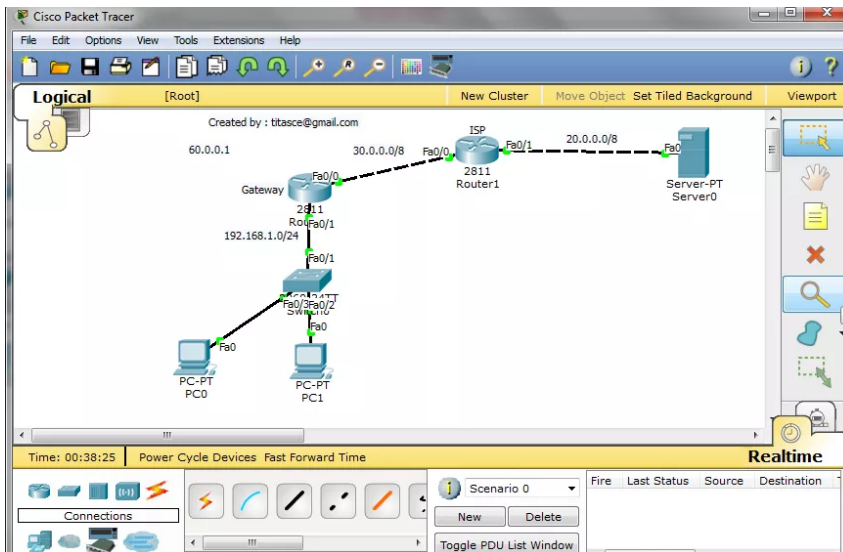 Cisco Packet Tracer
File Edit Options View Tools Extensions Help
Logical [Root] New Cluster Move Object Set Tiled Background Viewport
Created by : titasce@gmail.com
60.0.0.1
30.0.0.0/8
Fa0/0
ISP
Fa0/1
20.0.0.0/8
Fa0
2811
Router1
Server-PT
Server0
Gateway
Fa0/0
2811
Fa0/1
192.168.1.0/24
Fa0/1
Fa0/3 Fa0/2
Fa0
Fa0
PC-PT
PC0
PC-PT
PC1
Time: 00:38:25 Power Cycle Devices Fast Forward Time
Realtime
Connections
Scenario 0
New Delete
Toggle PDU List Window
Fire Last Status Source Destination